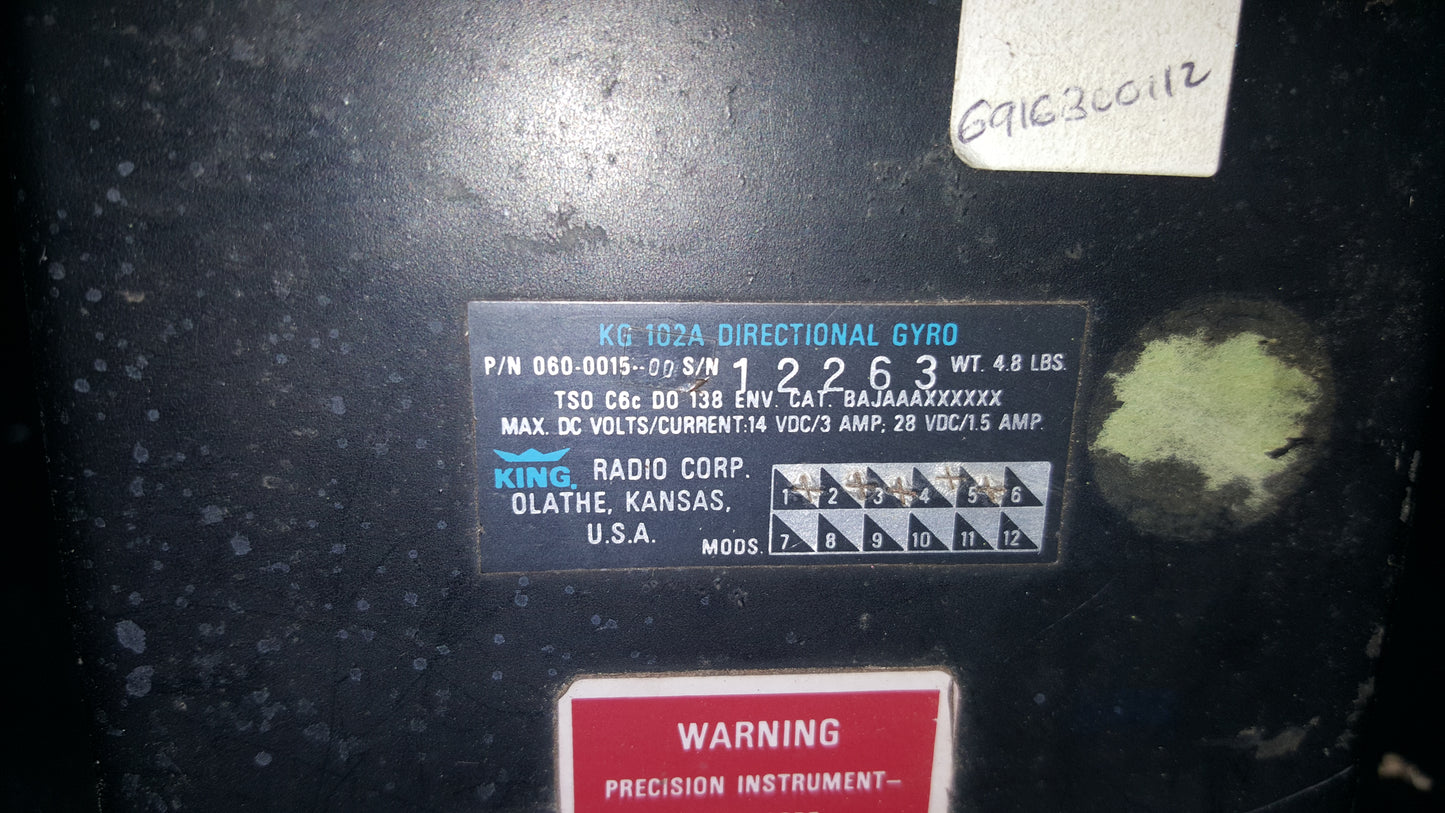 6916300112
KG 102A DIRECTIONAL GYRO
P/N 060-0015-00 S/N 12263 WT. 4.8 LBS.
TSO C6c DO 138 ENV. CAT. BAJAAAXXXXXX
MAX. DC VOLTS/CURRENT:14 VDC/3 AMP; 28 VDC/1.5 AMP.
KING RADIO CORP.
OLATHE, KANSAS,
U.S.A.
MODS.
1 2 3 4 5 6
7 8 9 10 11 12
WARNING
PRECISION INSTRUMENT–